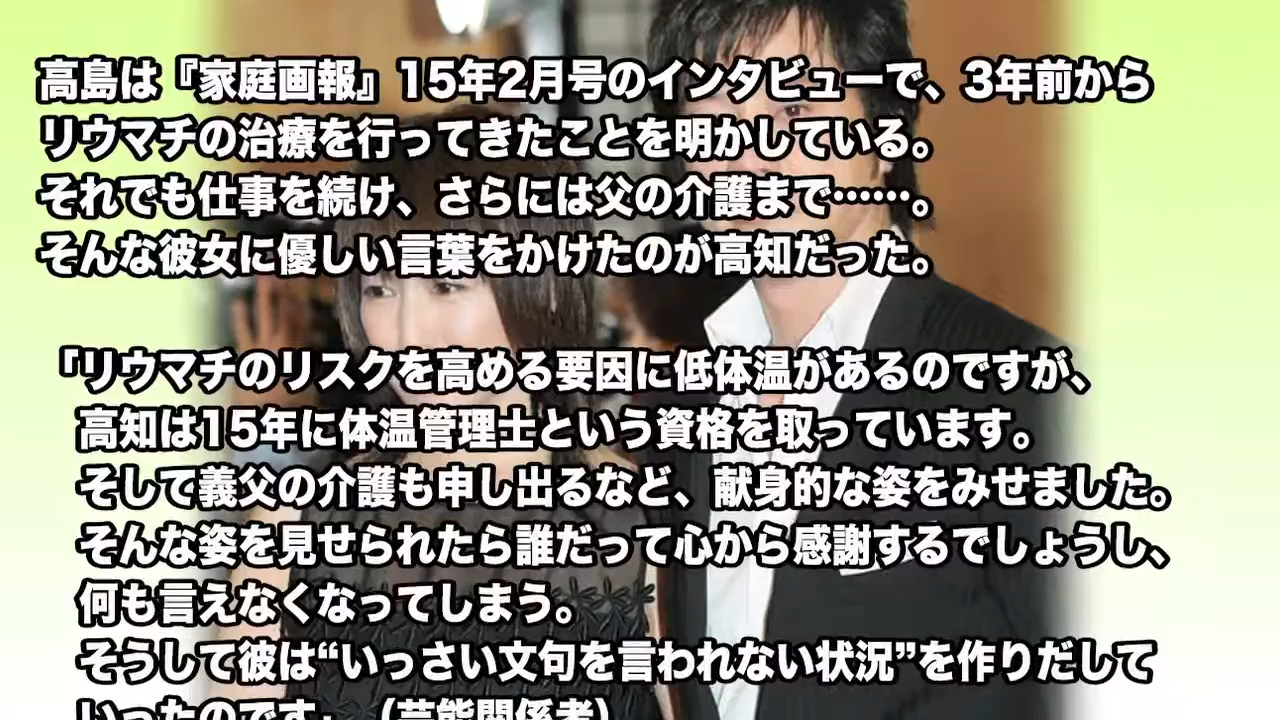 高島は『家庭画報』15年2月号のインタビューで、3年前から
リウマチの治療を行ってきたことを明かしている。
それでも仕事を続け、さらには父の介護まで……。
そんな彼女に優しい言葉をかけたのが高知だった。
「リウマチのリスクを高める要因に低体温があるのですが、
高知は15年に体温管理士という資格を取っています。
そして義父の介護も申し出るなど、献身的な姿をみせました。
そんな姿を見せられたら誰だって心から感謝するでしょうし、
何も言えなくなってしまう。
そうして彼は“いっさい文句を言われない状況”を作りだして
いったのです」（芸能関係者）